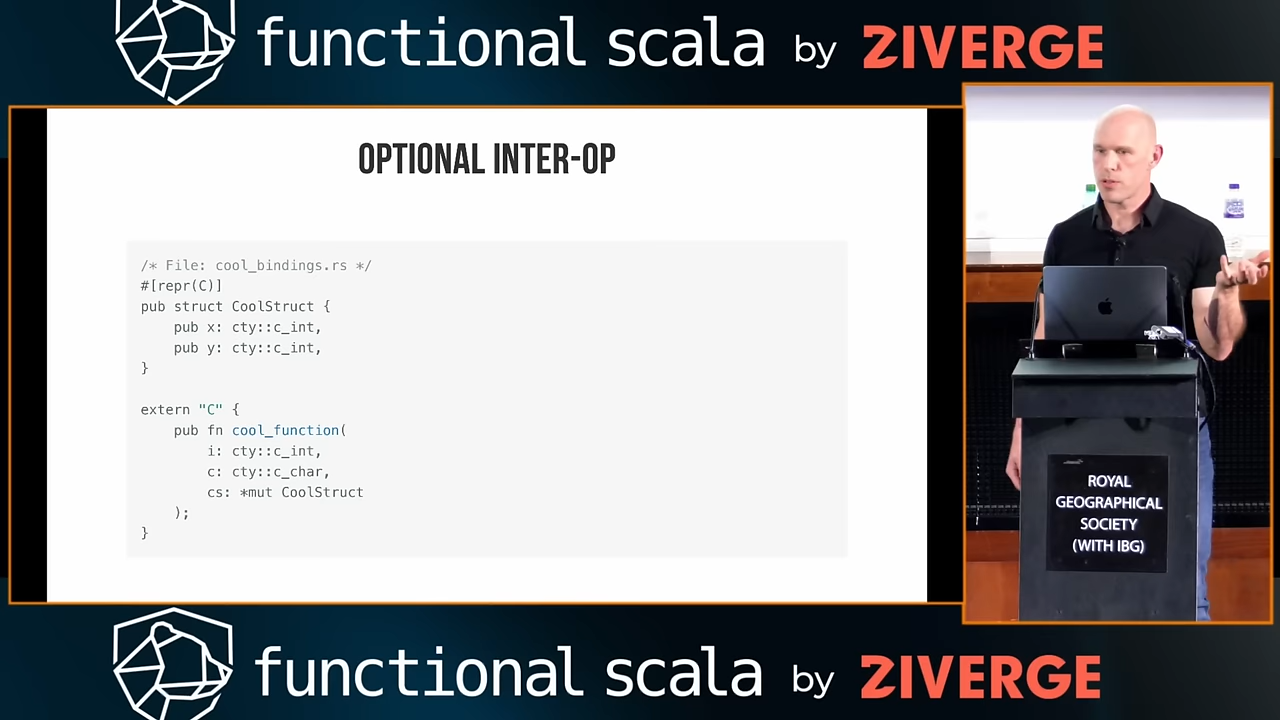 functional scala by ZIVERGE
OPTIONAL INTER-OP
/* File: cool_bindings.rs */
#[repr(C)]
pub struct CoolStruct {
    pub x: cty::c_int,
    pub y: cty::c_int,
}
extern "C" {
    pub fn cool_function(
        i: cty::c_int,
        c: cty::c_char,
        cs: *mut CoolStruct
    );
}
ROYAL
GEOGRAPHICAL
SOCIETY
(WITH IBG)
functional scala by ZIVERGE